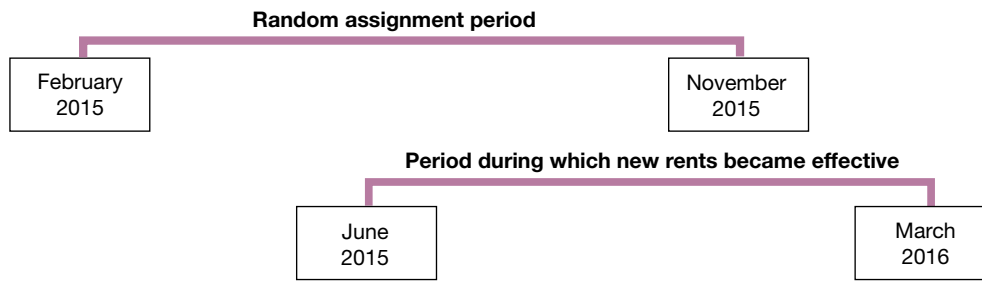 Random assignment period
February
2015
November
2015
Period during which new rents became effective
June
2015
March
2016